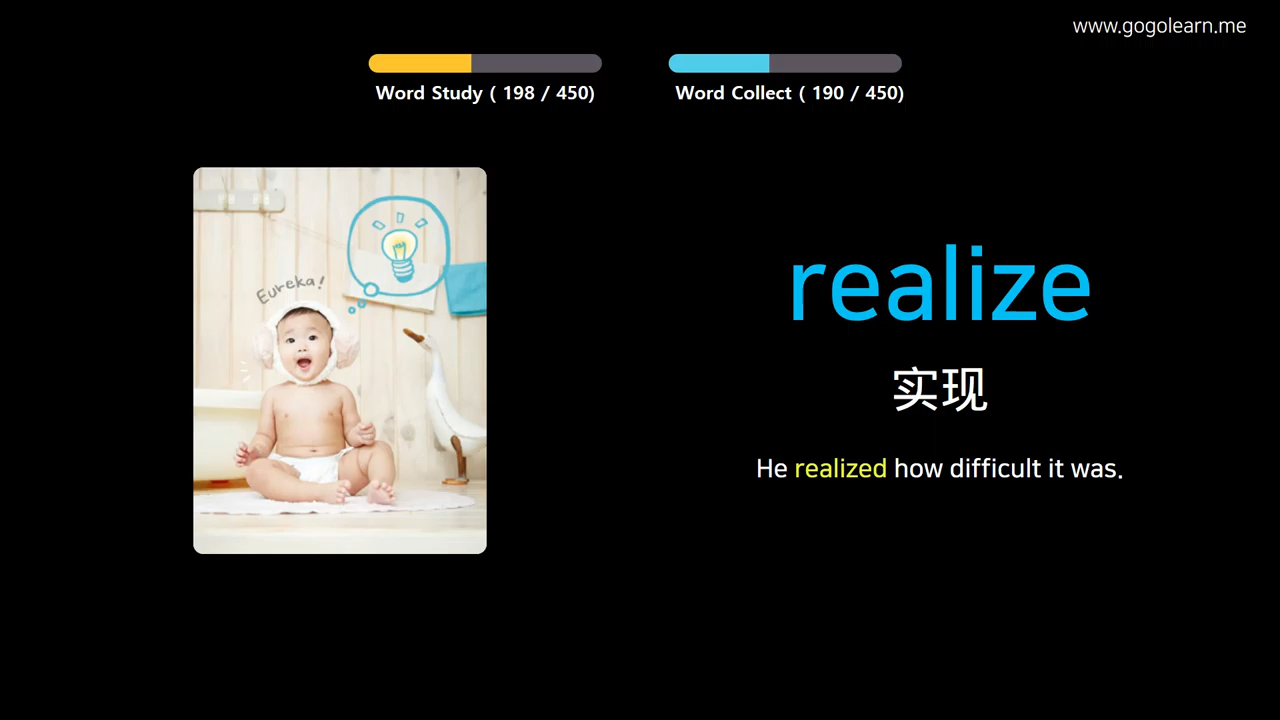 www.gogolearn.me
Word Study ( 198 / 450)
Word Collect ( 190 / 450)
Eureka!
realize
实现
He realized how difficult it was.